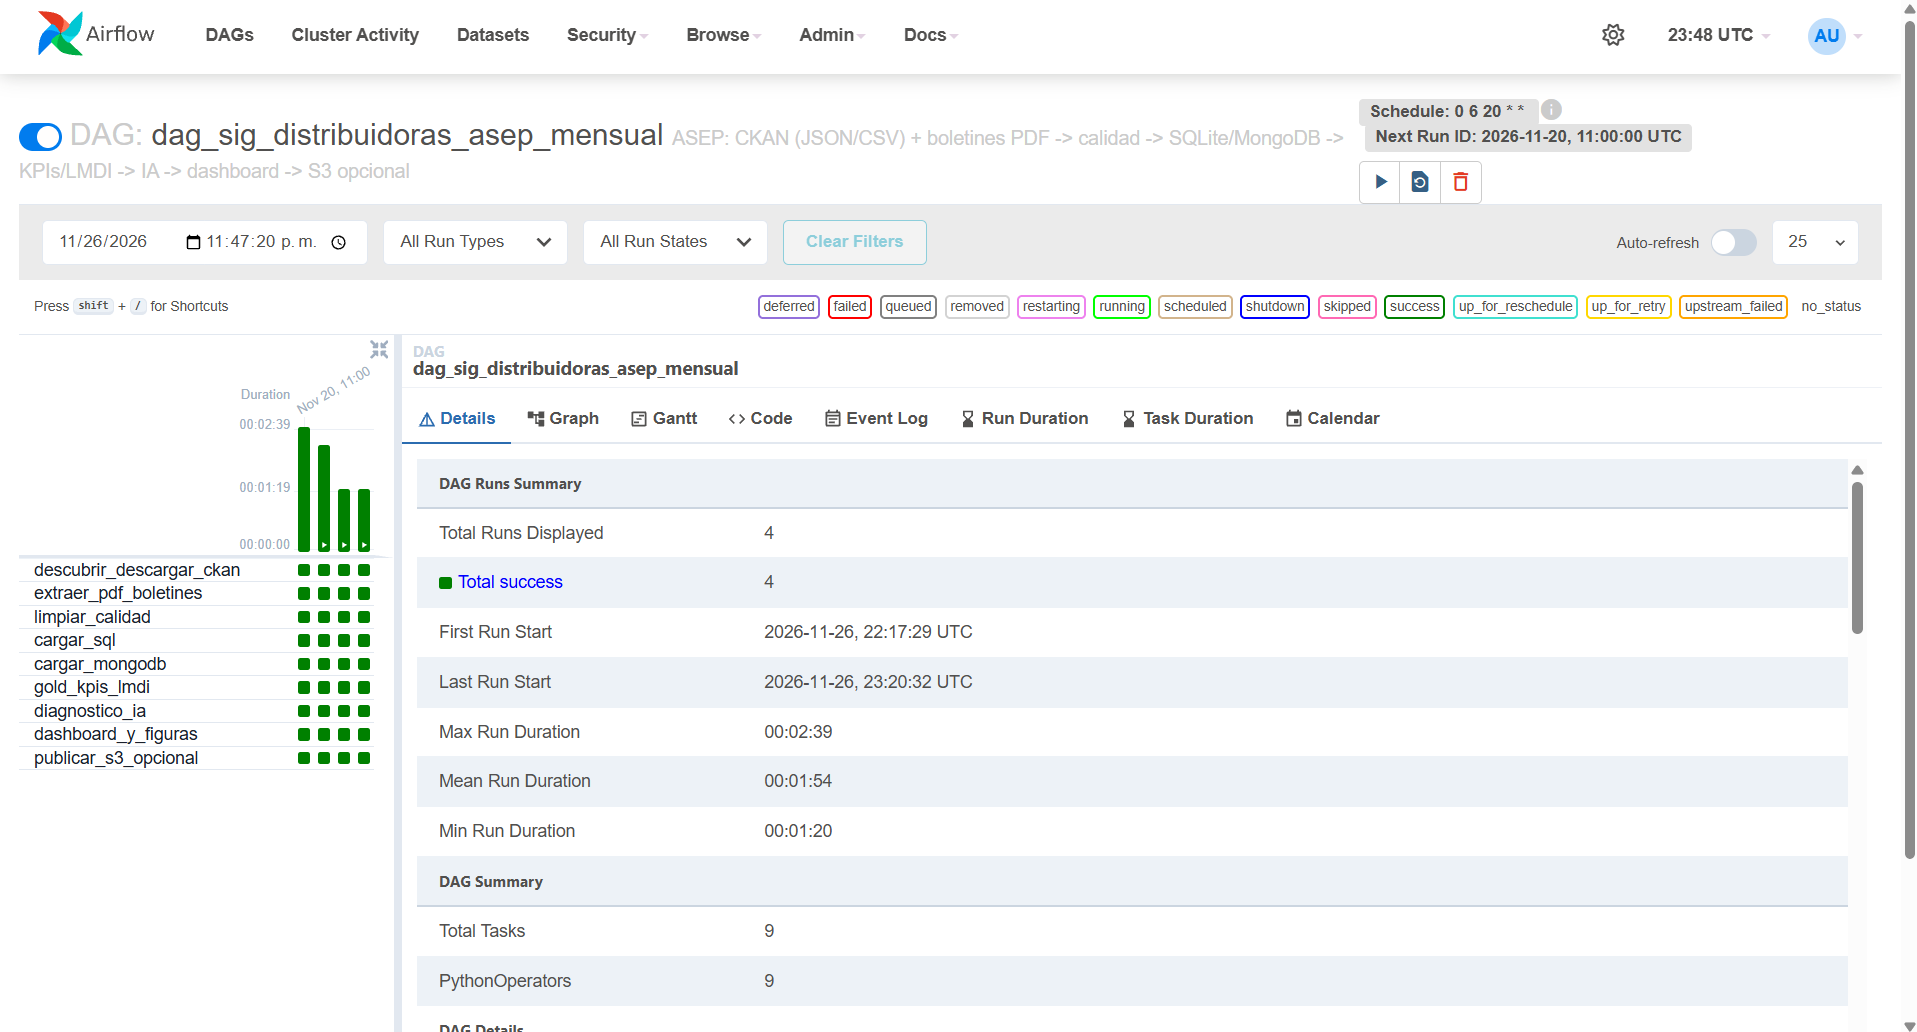 Airflow
DAGs
Cluster Activity
Datasets
Security
Browse
Admin
Docs
23:48 UTC
AU
DAG: dag_sig_distribuidoras_asep_mensual ASEP: CKAN (JSON/CSV) + boletines PDF -> calidad -> SQLite/MongoDB ->
KPIs/LMDI -> IA -> dashboard -> S3 opcional
Schedule: 0 6 20 * *
i
Next Run ID: 2026-11-20, 11:00:00 UTC
11/26/2026 11:47:20 p. m.
All Run Types
All Run States
Clear Filters
Auto-refresh
25
Press shift + / for Shortcuts
deferred
failed
queued
removed
restarting
running
scheduled
shutdown
skipped
success
up_for_reschedule
up_for_retry
upstream_failed
no_status
Duration
Nov 20, 11:00
00:02:39
00:01:19
00:00:00
descubrir_descargar_ckan
extraer_pdf_boletines
limpiar_calidad
cargar_sql
cargar_mongodb
gold_kpis_lmdi
diagnostico_ia
dashboard_y_figuras
publicar_s3_opcional
DAG
dag_sig_distribuidoras_asep_mensual
Details
Graph
Gantt
Code
Event Log
Run Duration
Task Duration
Calendar
DAG Runs Summary
Total Runs Displayed 4
Total success 4
First Run Start 2026-11-26, 22:17:29 UTC
Last Run Start 2026-11-26, 23:20:32 UTC
Max Run Duration 00:02:39
Mean Run Duration 00:01:54
Min Run Duration 00:01:20
DAG Summary
Total Tasks 9
PythonOperators 9
DAG Details